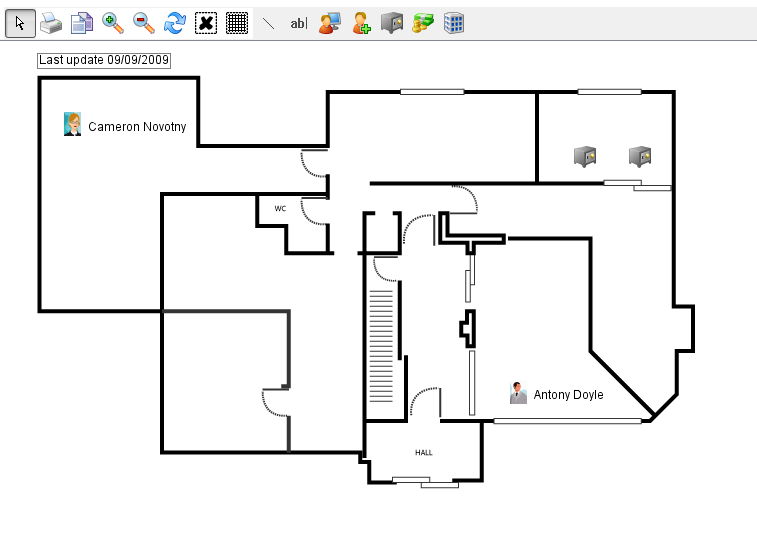 ab|
Last update 09/09/2009
Cameron Novotny
WC
Antony Doyle
HALL